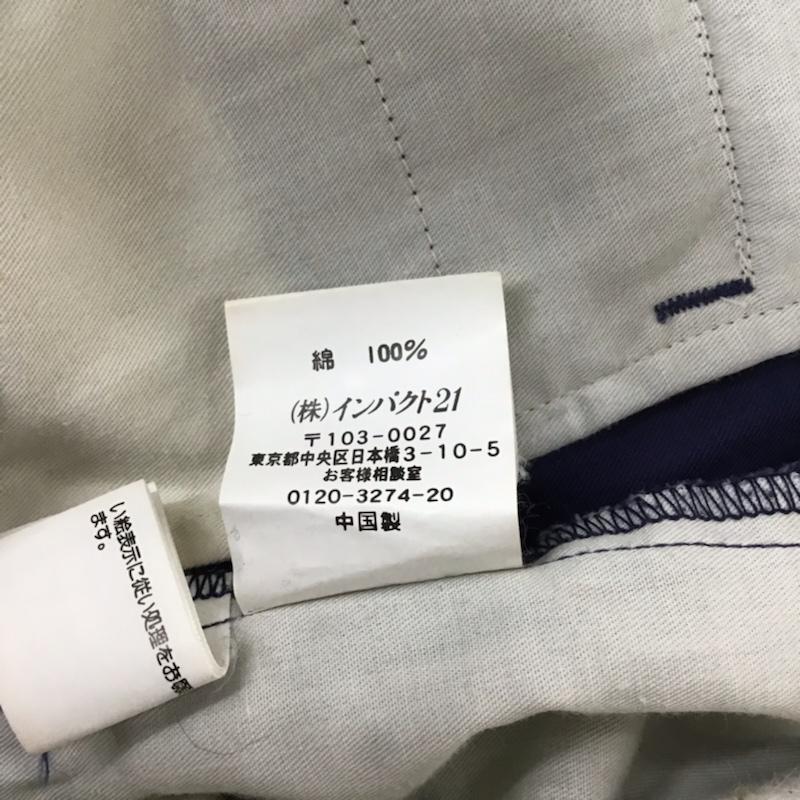 綿 100%
(株)インパクト21
〒103-0027
東京都中央区日本橋3-10-5
お客様相談室
0120-3274-20
中国製
い絵表示に従い処理をお願
ます。